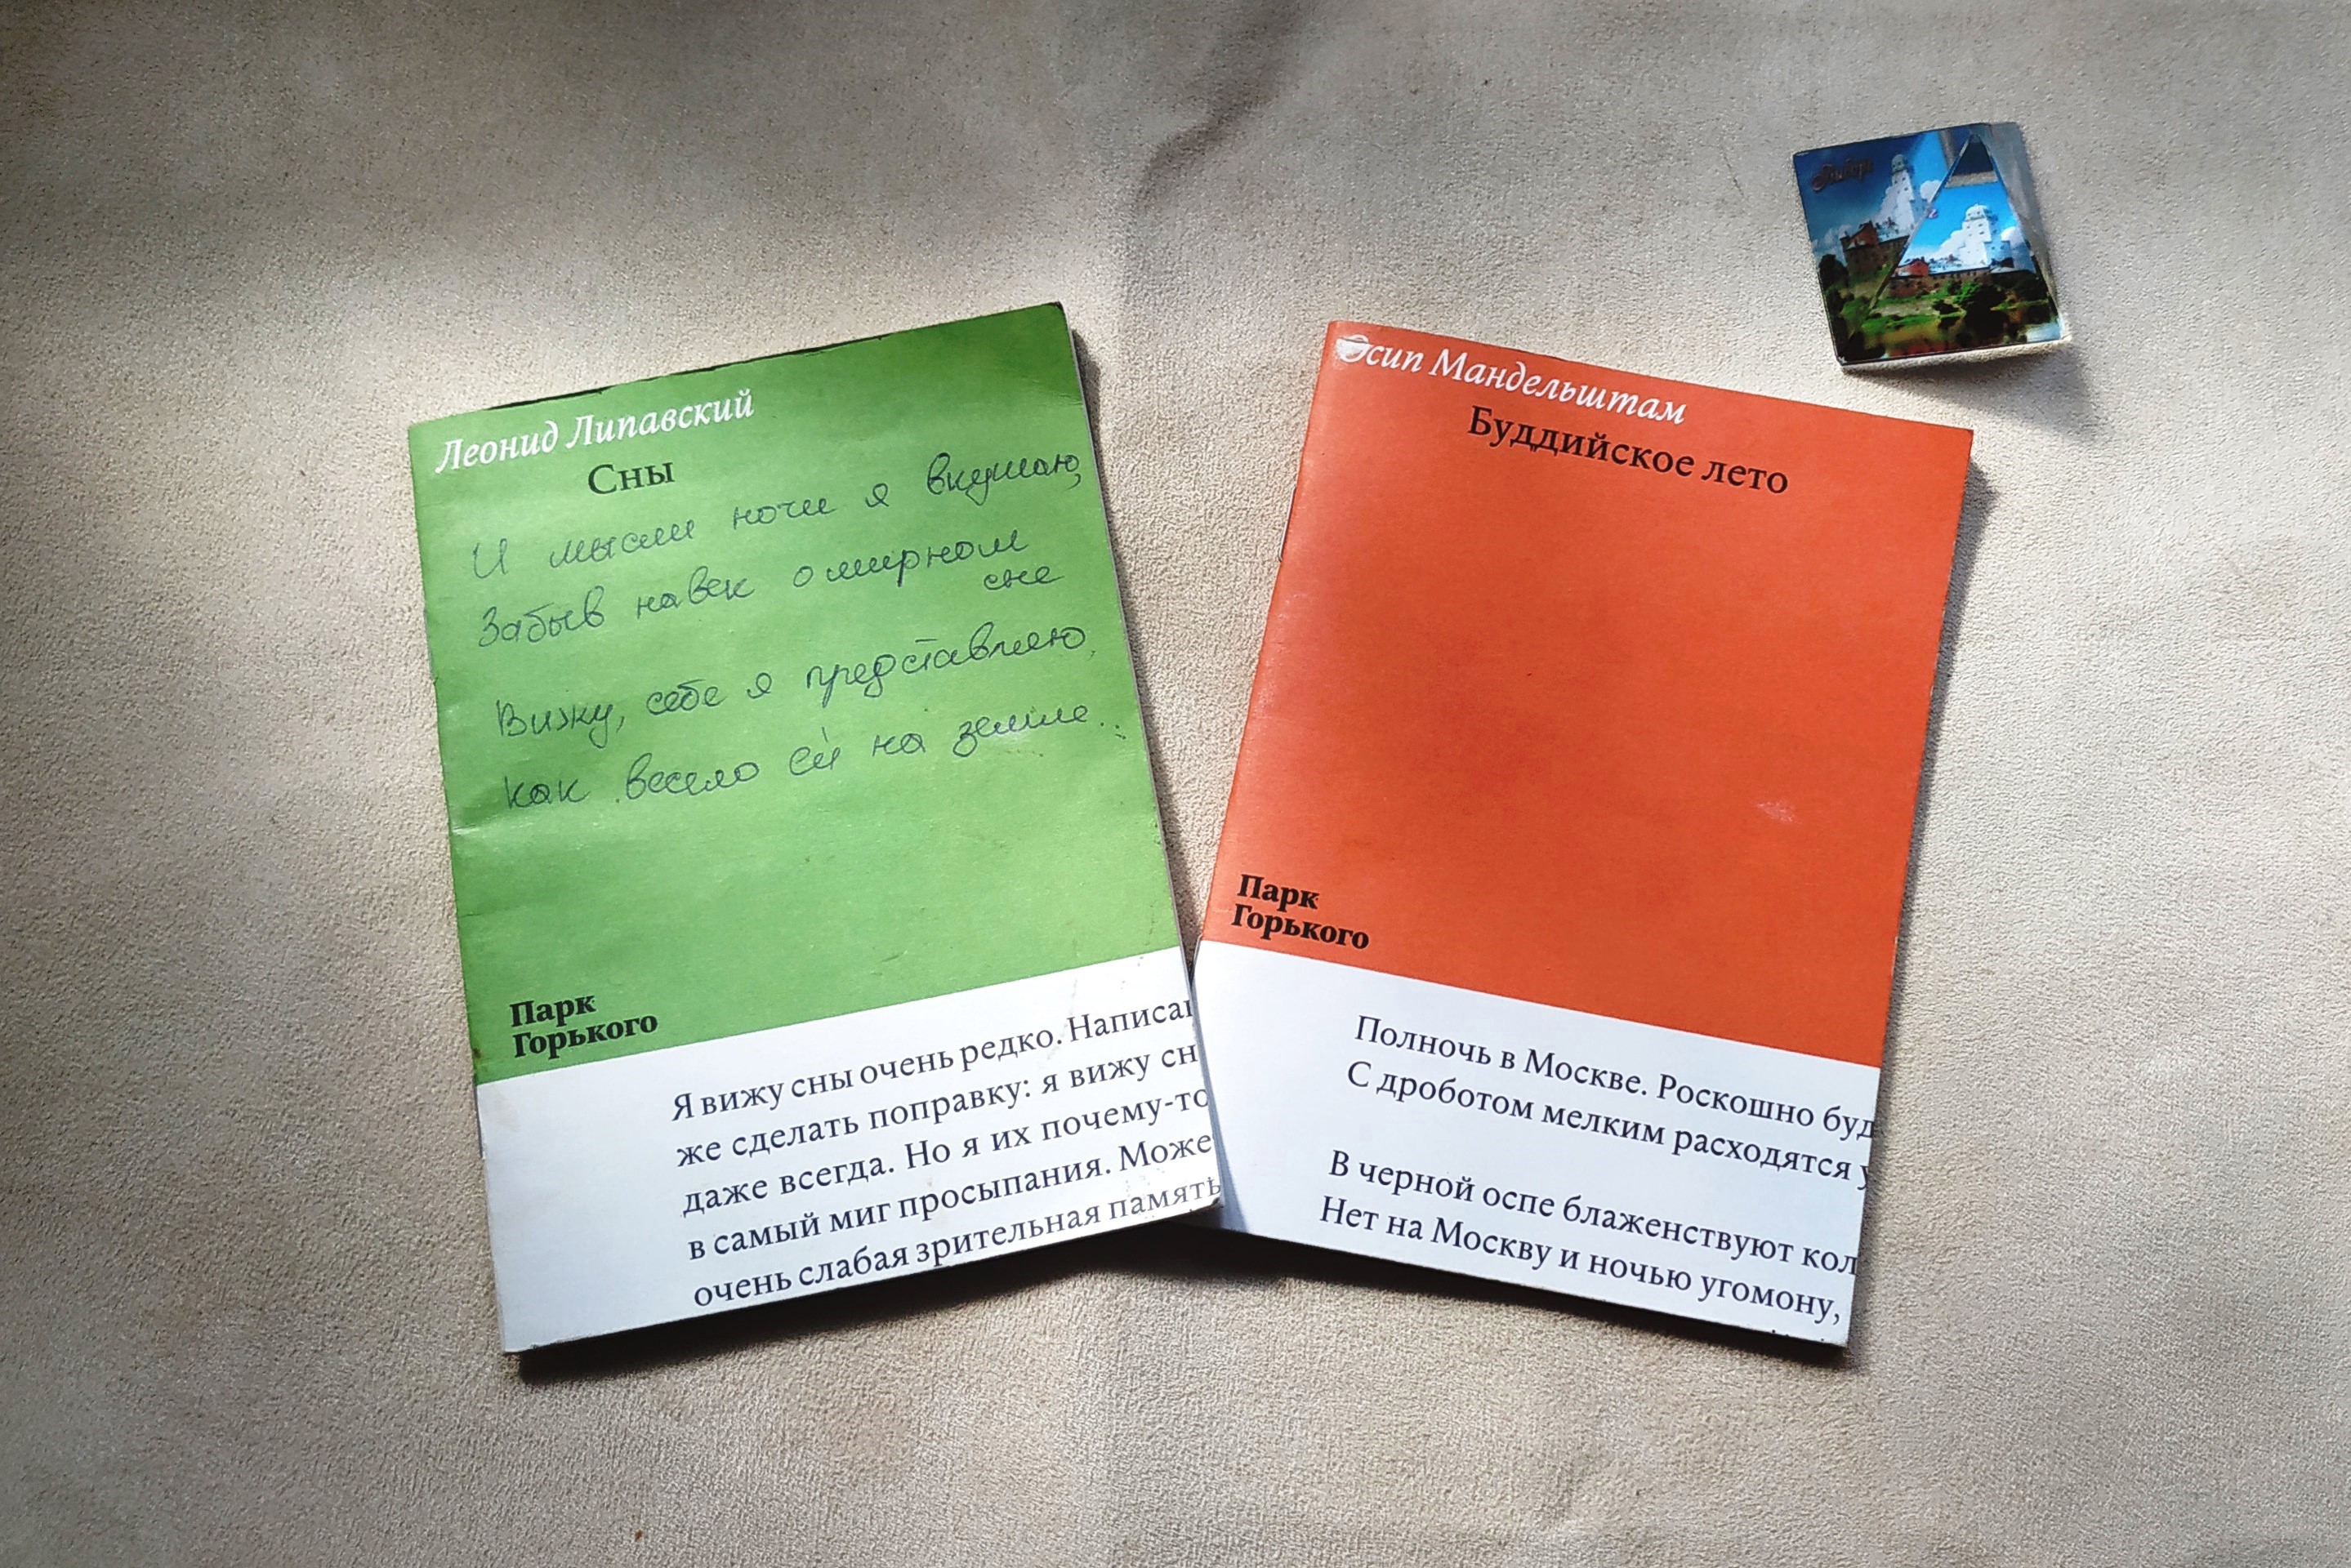 Леонид Липавский
Сны
И мысли ночи я вкушаю,
Забыв навек о мирном
сне
Вижу, себе я представляю,
как весело ей на земле...
Парк
Горького
Я вижу сны очень редко. Написал
же сделать поправку: я вижу сн
даже всегда. Но я их почему-то
в самый миг просыпания. Може
очень слабая зрительная память
Осип Мандельштам
Буддийское лето
Парк
Горького
Полночь в Москве. Роскошно буд
С дроботом мелким расходятся у
В черной оспе блаженствуют кол
Нет на Москву и ночью угомону,
Выборг